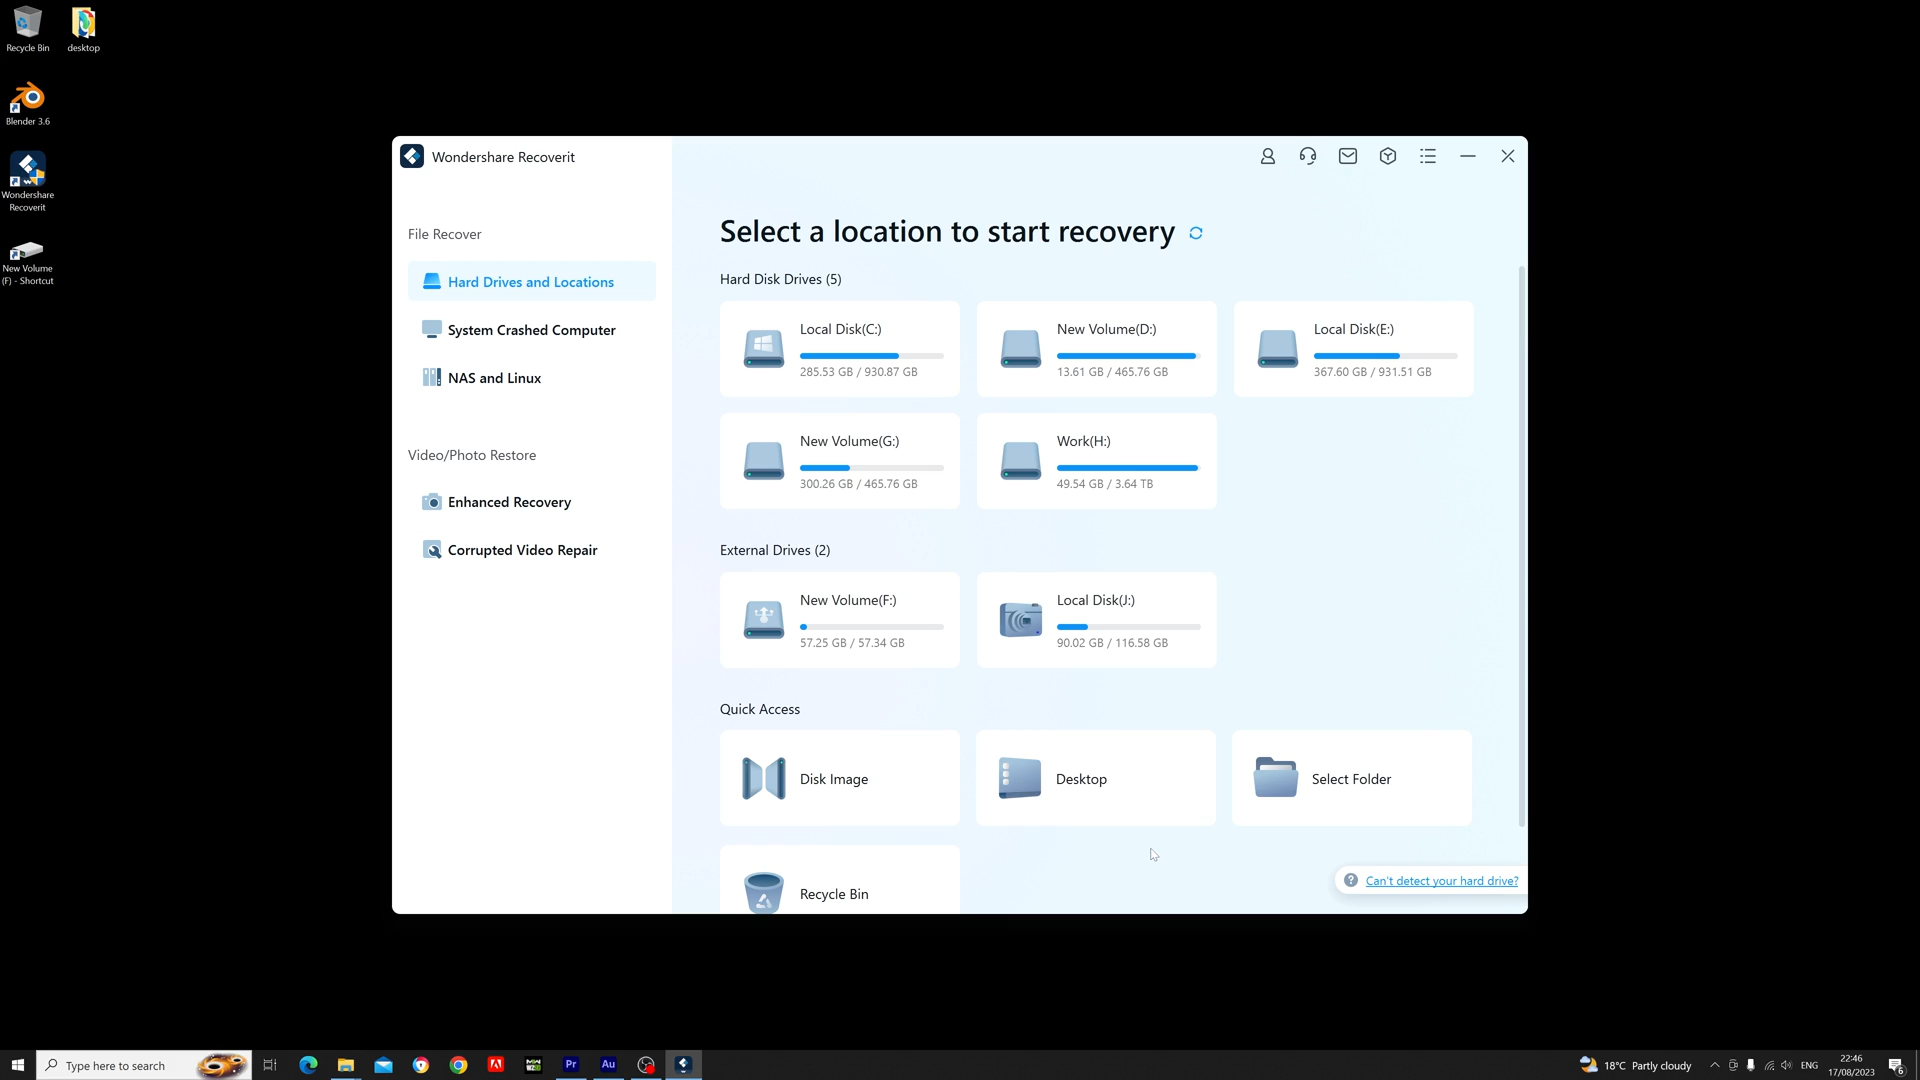 Recycle Bin
desktop
Blender 3.6
Wondershare
Recoverit
New Volume
(F) - Shortcut
Wondershare Recoverit
File Recover
Hard Drives and Locations
System Crashed Computer
NAS and Linux
Video/Photo Restore
Enhanced Recovery
Corrupted Video Repair
Select a location to start recovery
Hard Disk Drives (5)
Local Disk(C:)
285.53 GB / 930.87 GB
New Volume(D:)
13.61 GB / 465.76 GB
Local Disk(E:)
367.60 GB / 931.51 GB
New Volume(G:)
300.26 GB / 465.76 GB
Work(H:)
49.54 GB / 3.64 TB
External Drives (2)
New Volume(F:)
57.25 GB / 57.34 GB
Local Disk(J:)
90.02 GB / 116.58 GB
Quick Access
Disk Image
Desktop
Select Folder
Recycle Bin
Can't detect your hard drive?
Type here to search
Pr
Au
18°C Partly cloudy
ENG
22:46
17/08/2023
6